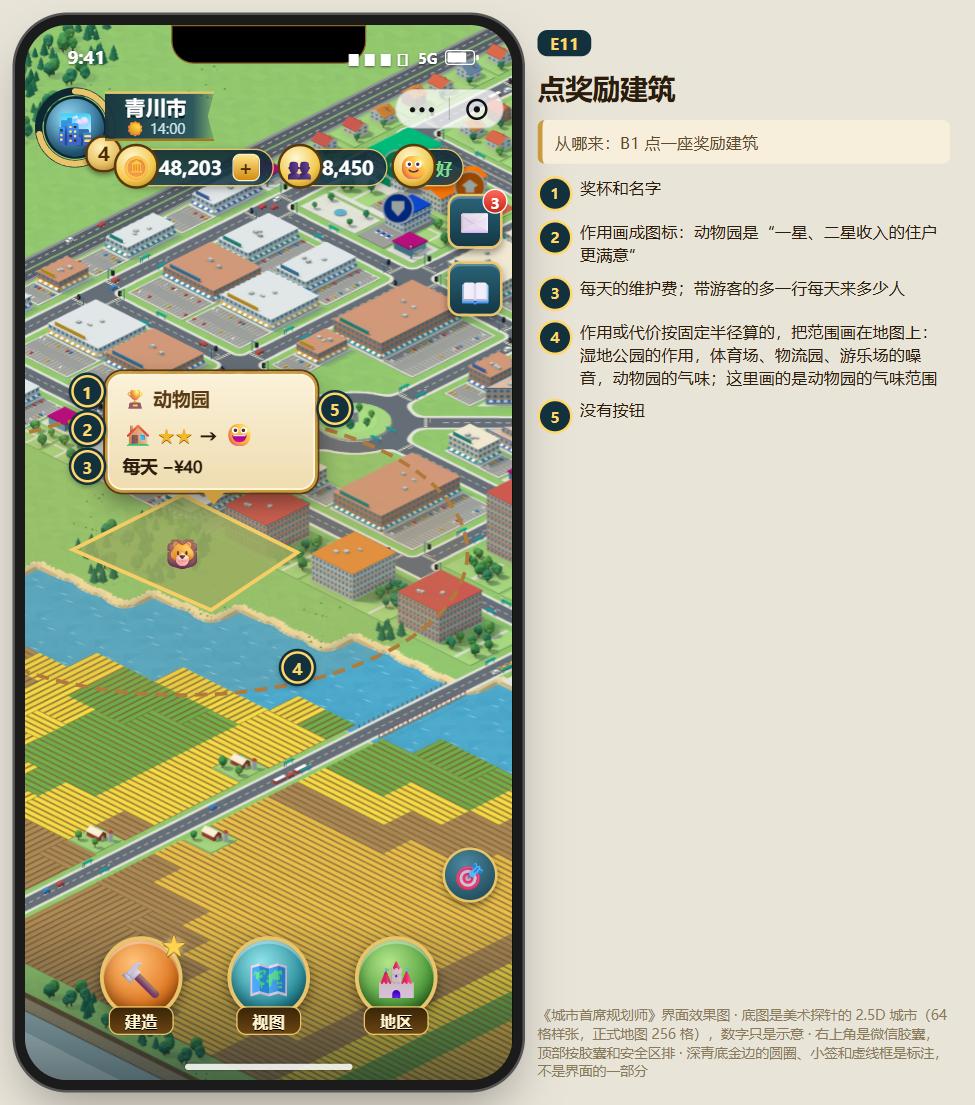 9:41
5G
青川市
14:00
4
48,203
+
8,450
好
3
1
动物园
5
2
→
3
每天 −¥40
4
建造
视图
地区
E11
点奖励建筑
从哪来：B1 点一座奖励建筑
1 奖杯和名字
2 作用画成图标：动物园是“一星、二星收入的住户
更满意”
3 每天的维护费；带游客的多一行每天来多少人
4 作用或代价按固定半径算的，把范围画在地图上：
湿地公园的作用，体育场、物流园、游乐场的噪
音，动物园的气味；这里画的是动物园的气味范围
5 没有按钮
《城市首席规划师》界面效果图 · 底图是美术探针的 2.5D 城市（64
格样张，正式地图 256 格），数字只是示意 · 右上角是微信胶囊，
顶部按胶囊和安全区排 · 深青底金边的圆圈、小签和虚线框是标注，
不是界面的一部分